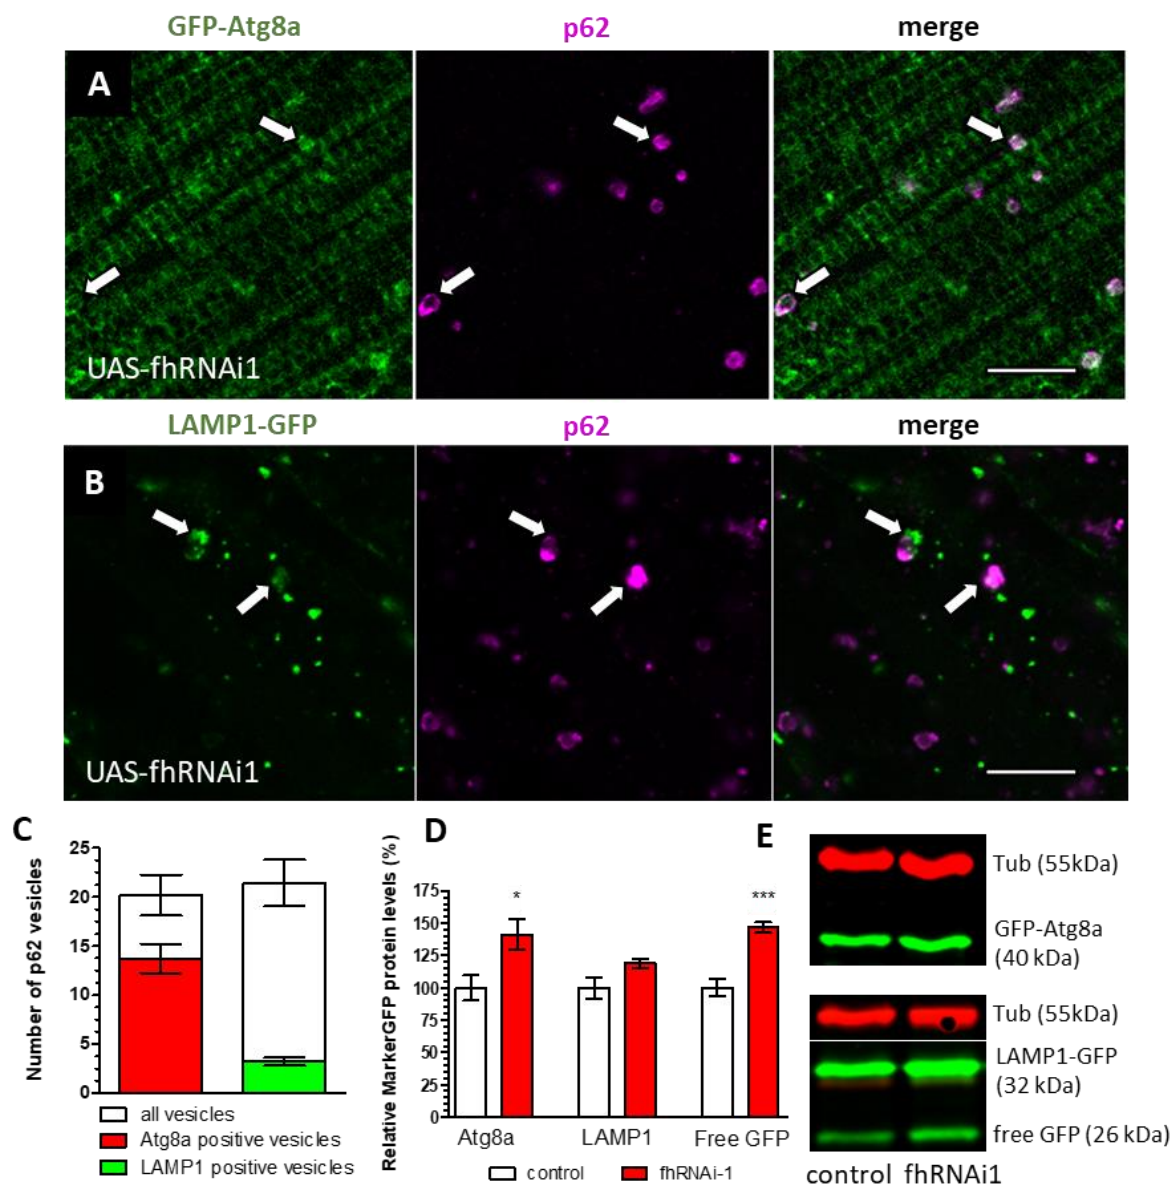 GFP-Atg8a p62 merge
A
UAS-fhRNAi1
LAMP1-GFP p62 merge
B
UAS-fhRNAi1
C
Number of p62 vesicles
25
20
15
10
5
0
all vesicles
Atg8a positive vesicles
LAMP1 positive vesicles
D
Relative MarkerGFP protein levels (%)
175
150
125
100
75
50
25
0
* ***
Atg8a LAMP1 Free GFP
control fhRNAi-1
E
Tub (55kDa)
GFP-Atg8a
(40 kDa)
Tub (55kDa)
LAMP1-GFP
(32 kDa)
free GFP (26 kDa)
control fhRNAi1